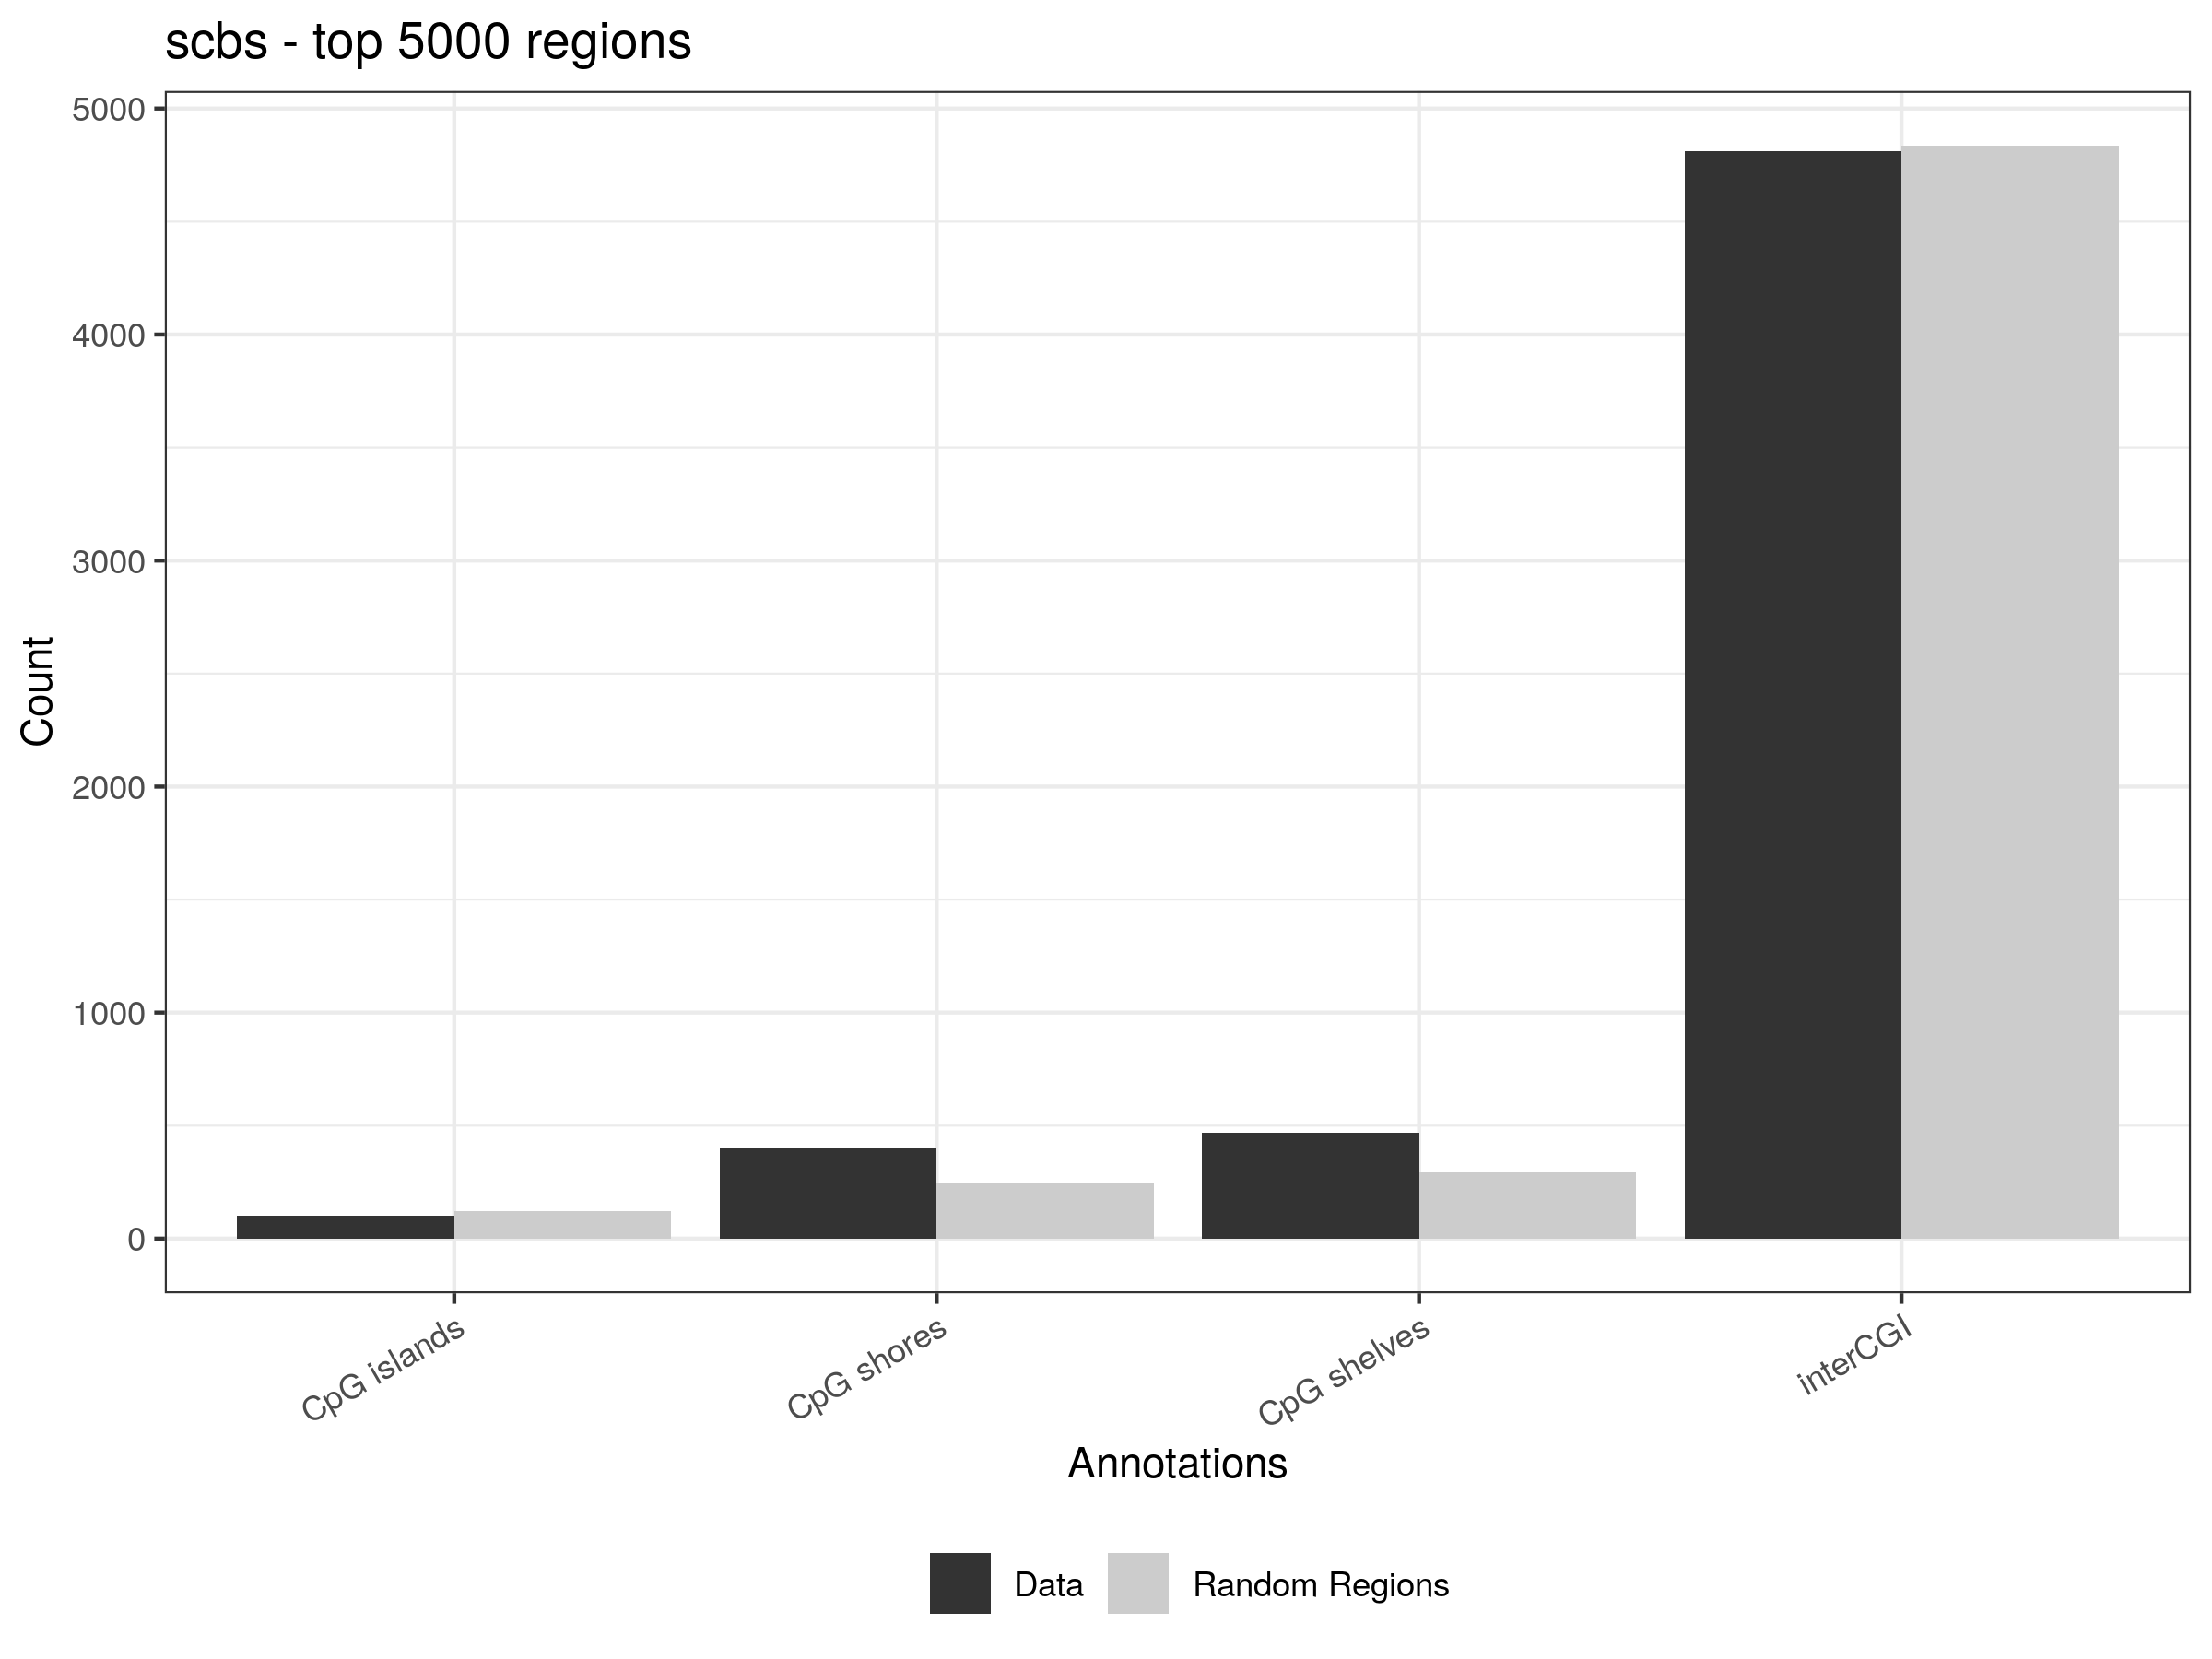 scbs - top 5000 regions
5000
4000
3000
2000
1000
0
Count
CpG islands
CpG shores
CpG shelves
interCGI
Annotations
Data
Random Regions